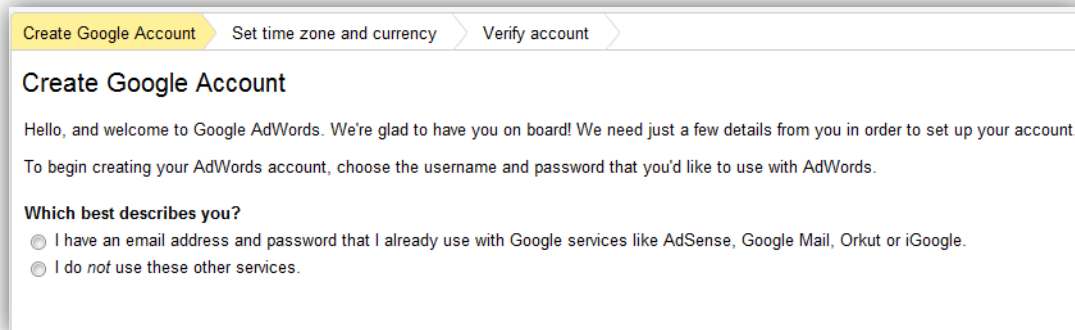 Create Google Account Set time zone and currency Verify account
Create Google Account
Hello, and welcome to Google AdWords. We're glad to have you on board! We need just a few details from you in order to set up your account.
To begin creating your AdWords account, choose the username and password that you'd like to use with AdWords.
Which best describes you?
I have an email address and password that I already use with Google services like AdSense, Google Mail, Orkut or iGoogle.
I do not use these other services.